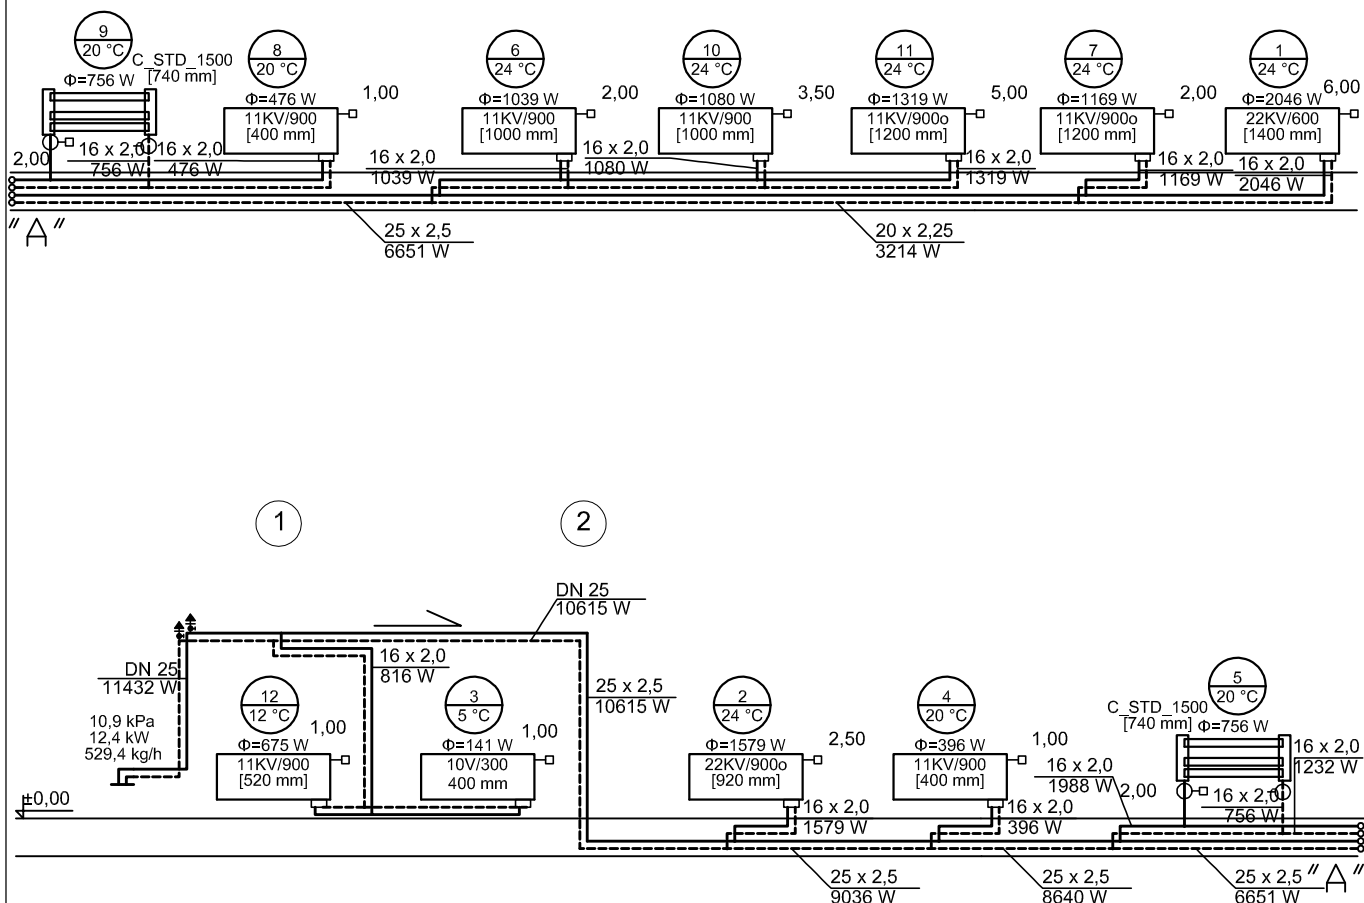 9
20 °C
Φ=756 W
C_STD_1500
[740 mm]
2,00
16 x 2,0
756 W
8
20 °C
Φ=476 W
11KV/900
[400 mm]
1,00
16 x 2,0
476 W
6
24 °C
Φ=1039 W
11KV/900
[1000 mm]
2,00
16 x 2,0
1039 W
10
24 °C
Φ=1080 W
11KV/900
[1000 mm]
3,50
16 x 2,0
1080 W
11
24 °C
Φ=1319 W
11KV/900o
[1200 mm]
5,00
16 x 2,0
1319 W
7
24 °C
Φ=1169 W
11KV/900o
[1200 mm]
2,00
16 x 2,0
1169 W
1
24 °C
Φ=2046 W
22KV/600
[1400 mm]
6,00
16 x 2,0
2046 W
"A"
25 x 2,5
6651 W
20 x 2,25
3214 W
1
2
DN 25
10615 W
DN 25
11432 W
10,9 kPa
12,4 kW
529,4 kg/h
±0,00
16 x 2,0
816 W
12
12 °C
Φ=675 W
11KV/900
[520 mm]
1,00
3
5 °C
Φ=141 W
10V/300
400 mm]
1,00
25 x 2,5
10615 W
2
24 °C
Φ=1579 W
22KV/900o
[920 mm]
2,50
16 x 2,0
1579 W
4
20 °C
Φ=396 W
11KV/900
[400 mm]
1,00
16 x 2,0
396 W
16 x 2,0
1988 W
5
20 °C
C_STD_1500
[740 mm]
Φ=756 W
2,00
16 x 2,0
756 W
16 x 2,0
1232 W
25 x 2,5
9036 W
25 x 2,5
8640 W
25 x 2,5
6651 W
"A"